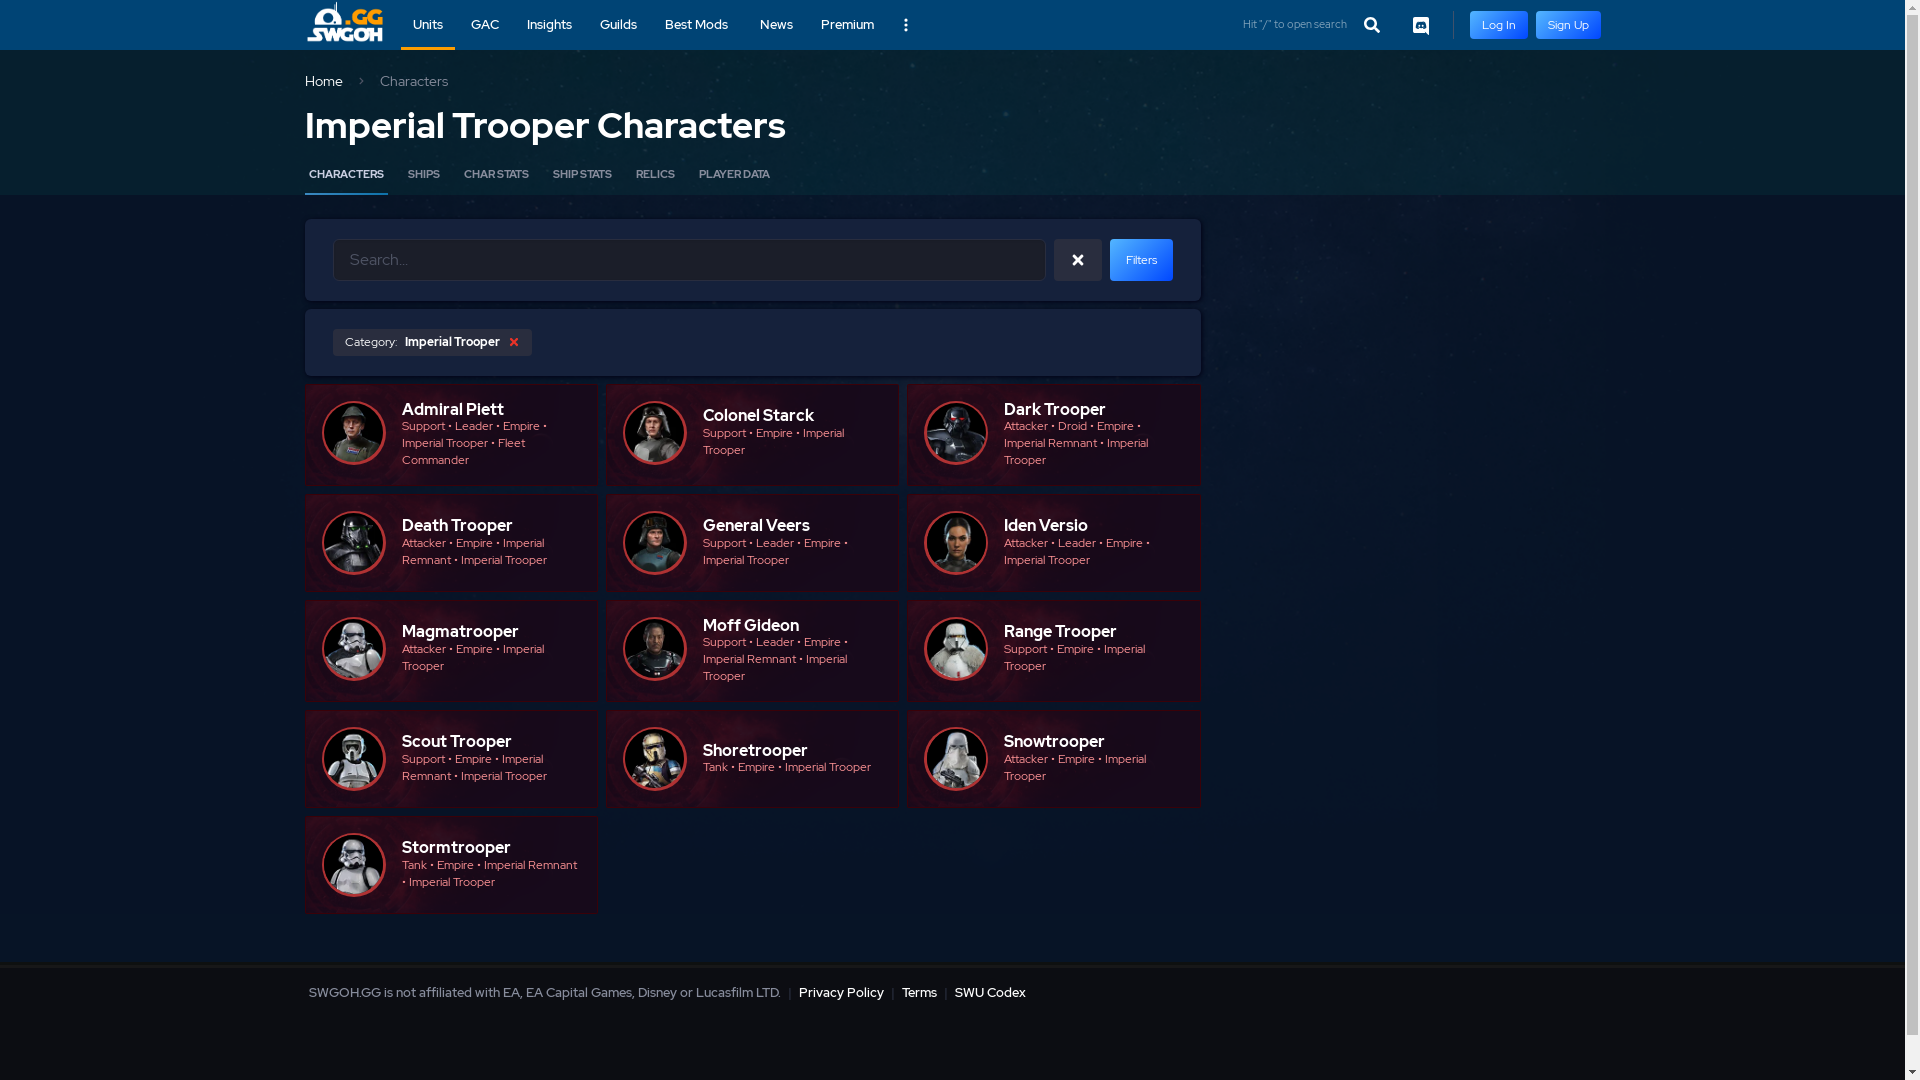 .GG
SWGOH
Units
GAC
Insights
Guilds
Best Mods
News
Premium
Hit "/" to open search
Log In
Sign Up
Home
Characters
Imperial Trooper Characters
CHARACTERS
SHIPS
CHAR STATS
SHIP STATS
RELICS
PLAYER DATA
Search...
Filters
Category: Imperial Trooper
Admiral Piett
Support • Leader • Empire •
Imperial Trooper • Fleet
Commander
Colonel Starck
Support • Empire • Imperial
Trooper
Dark Trooper
Attacker • Droid • Empire •
Imperial Remnant • Imperial
Trooper
Death Trooper
Attacker • Empire • Imperial
Remnant • Imperial Trooper
General Veers
Support • Leader • Empire •
Imperial Trooper
Iden Versio
Attacker • Leader • Empire •
Imperial Trooper
Magmatrooper
Attacker • Empire • Imperial
Trooper
Moff Gideon
Support • Leader • Empire •
Imperial Remnant • Imperial
Trooper
Range Trooper
Support • Empire • Imperial
Trooper
Scout Trooper
Support • Empire • Imperial
Remnant • Imperial Trooper
Shoretrooper
Tank • Empire • Imperial Trooper
Snowtrooper
Attacker • Empire • Imperial
Trooper
Stormtrooper
Tank • Empire • Imperial Remnant
• Imperial Trooper
SWGOH.GG is not affiliated with EA, EA Capital Games, Disney or Lucasfilm LTD. | Privacy Policy | Terms | SWU Codex